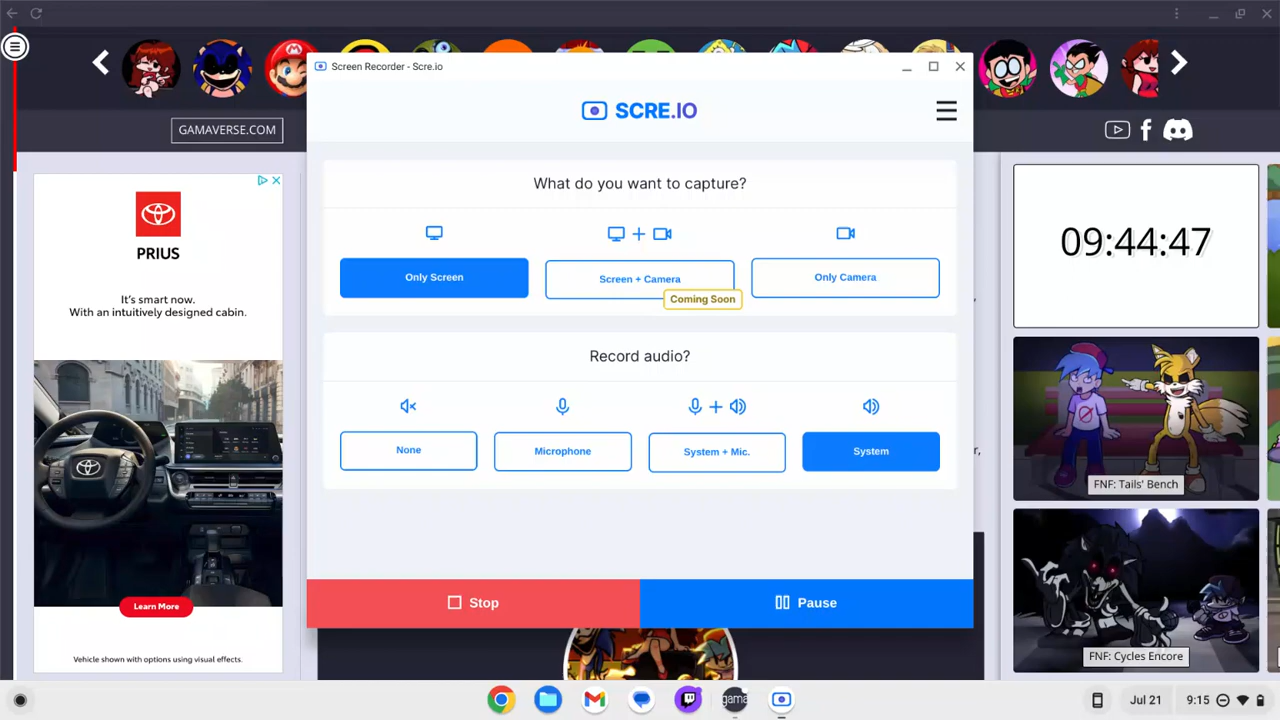 Screen Recorder - Scre.io
SCRE.IO
GAMAVERSE.COM
What do you want to capture?
Only Screen
Screen + Camera
Coming Soon
Only Camera
Record audio?
None
Microphone
System + Mic.
System
Stop
Pause
PRIUS
It's smart now.
With an intuitively designed cabin.
Learn More
Vehicle shown with options using visual effects.
09:44:47
FNF: Tails' Bench
FNF: Cycles Encore
gama
Jul 21
9:15